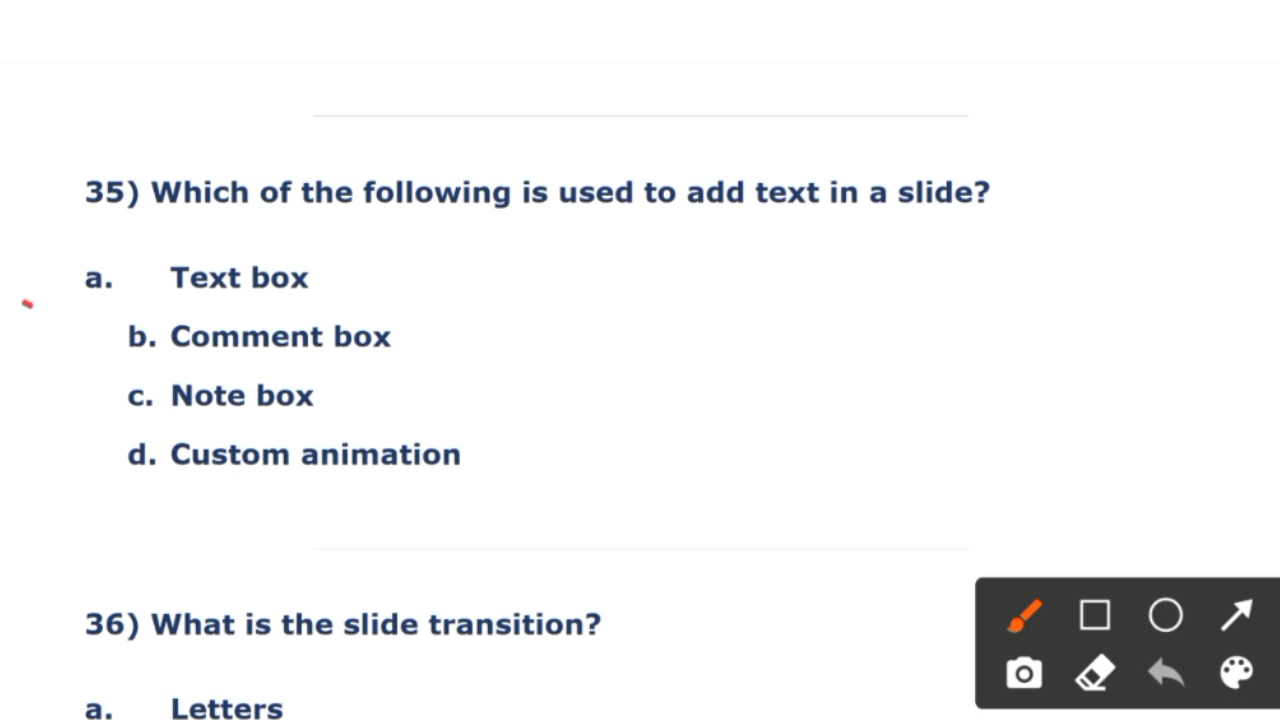 35) Which of the following is used to add text in a slide?
a. Text box
b. Comment box
c. Note box
d. Custom animation
36) What is the slide transition?
a. Letters